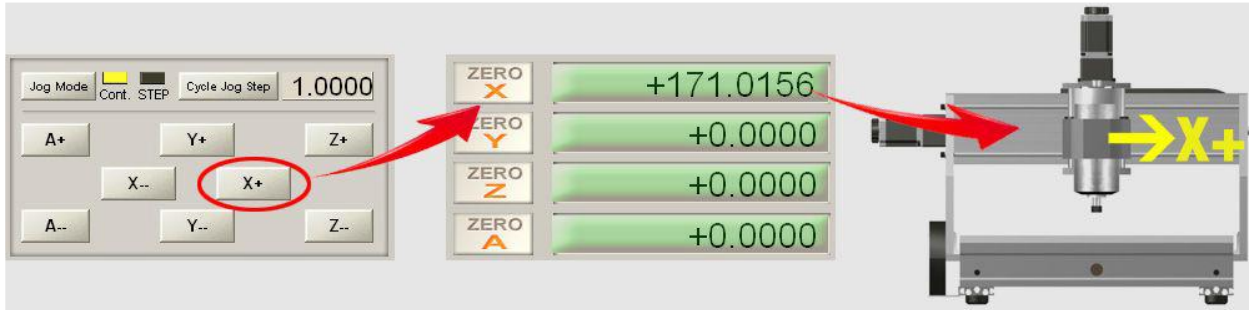 Jog Mode Cont. STEP Cycle Jog Step 1.0000
A+ Y+ Z+
X-- X+
A-- Y-- Z--
ZERO X +171.0156
ZERO Y +0.0000
ZERO Z +0.0000
ZERO A +0.0000
X+